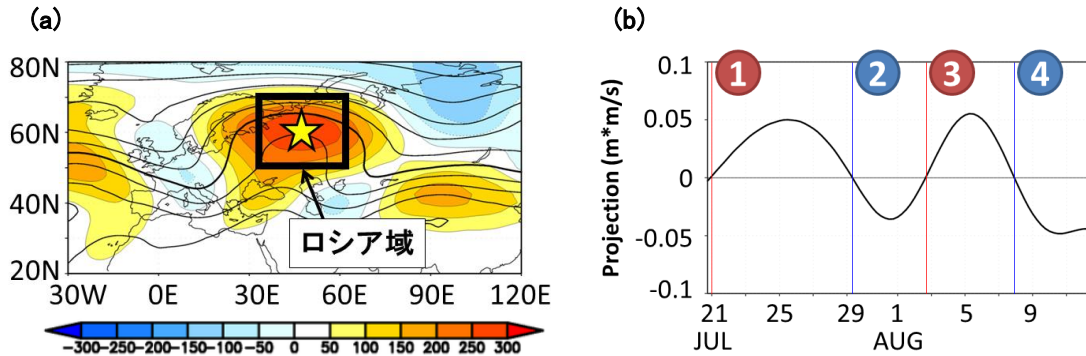 (a)
80N
60N
40N
20N
ロシア域
30W 0E 30E 60E 90E 120E
-300 -250 -200 -150 -100 -50 0 50 100 150 200 250 300
(b)
Projection (m*m/s)
0.1
0.05
0
-0.05
-0.1
1 2 3 4
21 25 29 1 5 9
JUL AUG